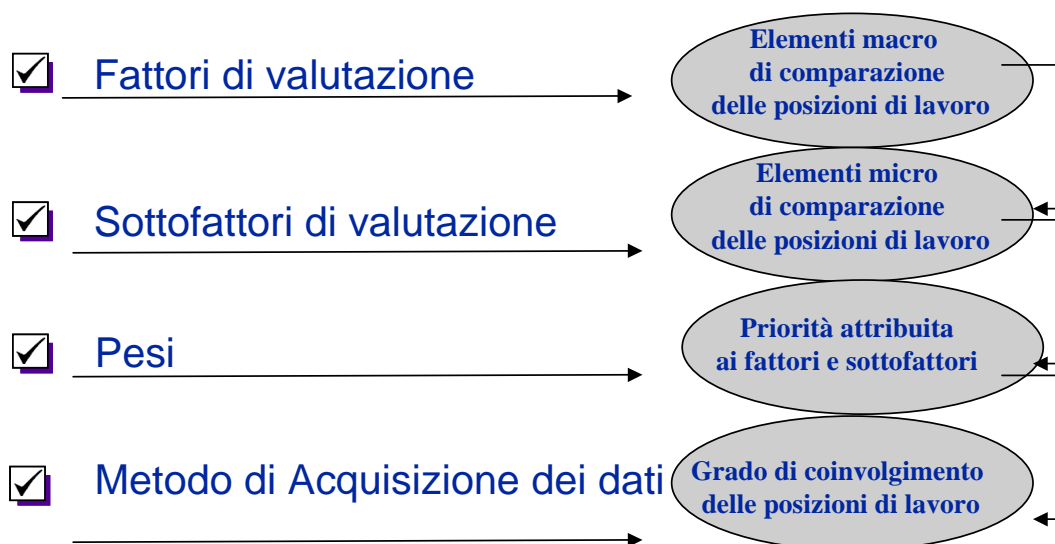 Fattori di valutazione
Elementi macro
di comparazione
delle posizioni di lavoro
Sottofattori di valutazione
Elementi micro
di comparazione
delle posizioni di lavoro
Pesi
Priorità attribuita
ai fattori e sottofattori
Metodo di Acquisizione dei dati
Grado di coinvolgimento
delle posizioni di lavoro